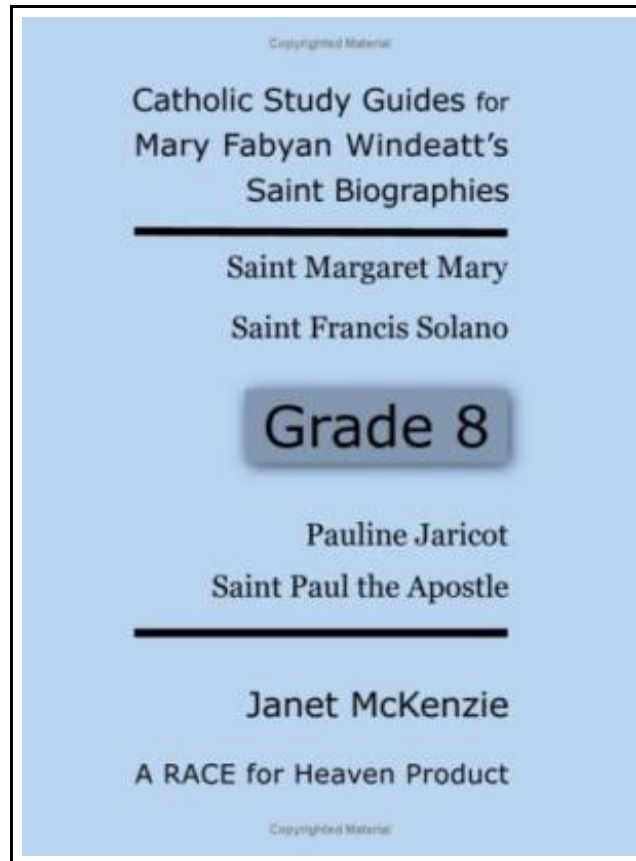 Copyrighted Material
Catholic Study Guides for
Mary Fabyan Windeatt's
Saint Biographies
Saint Margaret Mary
Saint Francis Solano
Grade 8
Pauline Jaricot
Saint Paul the Apostle
Janet McKenzie
A RACE for Heaven Product
Copyrighted Material